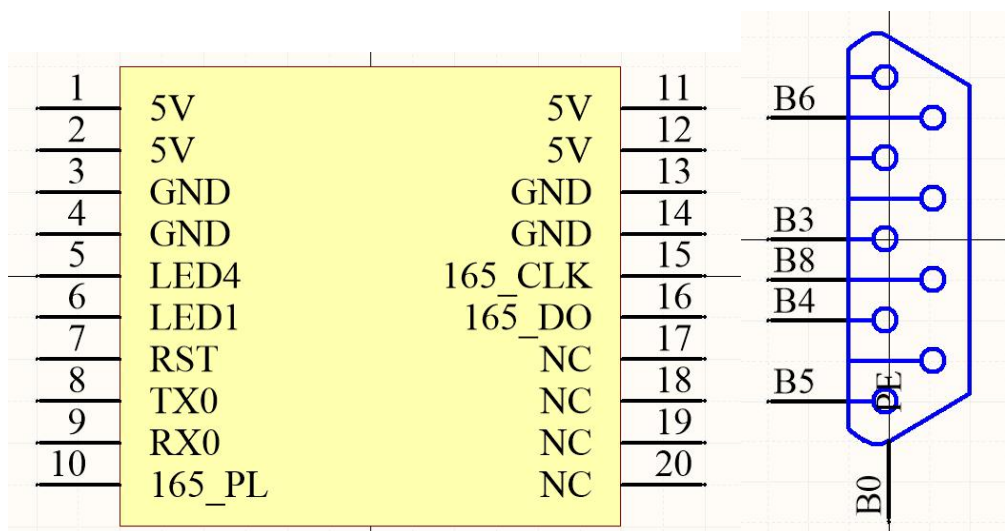 1 5V 5V 11
2 5V 5V 12
3 GND GND 13
4 GND GND 14
5 LED4 165_CLK 15
6 LED1 165_DO 16
7 RST NC 17
8 TX0 NC 18
9 RX0 NC 19
10 165_PL NC 20
B6
B3
B8
B4
B5
PE
B0